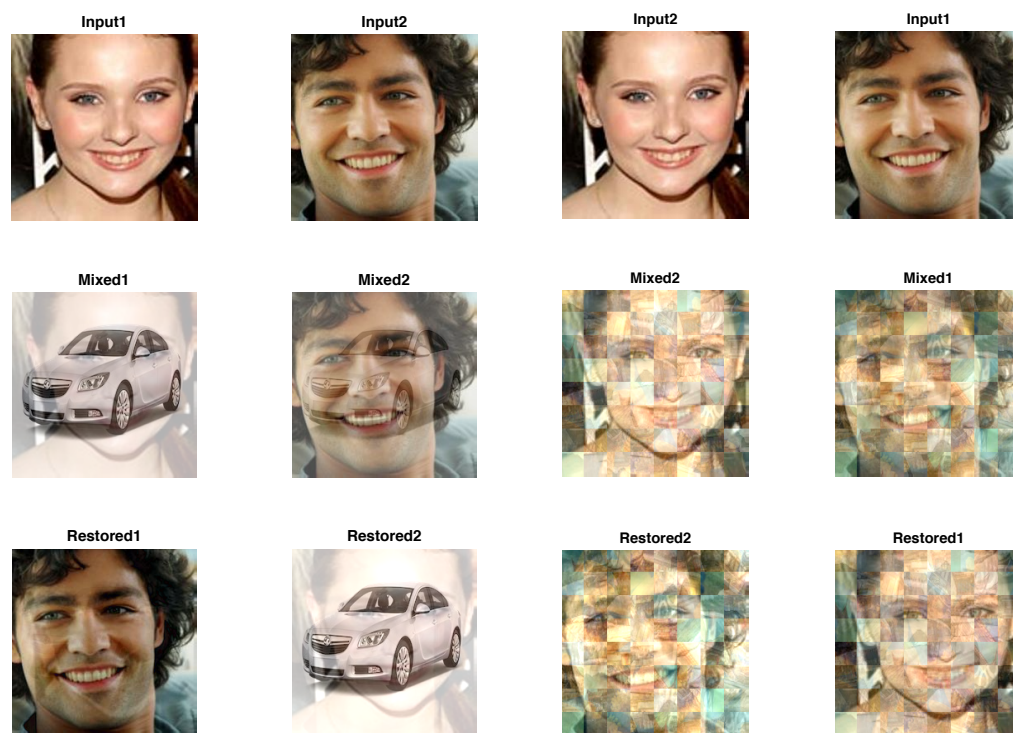 Input1
Input2
Input2
Input1
Mixed1
Mixed2
Mixed2
Mixed1
Restored1
Restored2
Restored2
Restored1